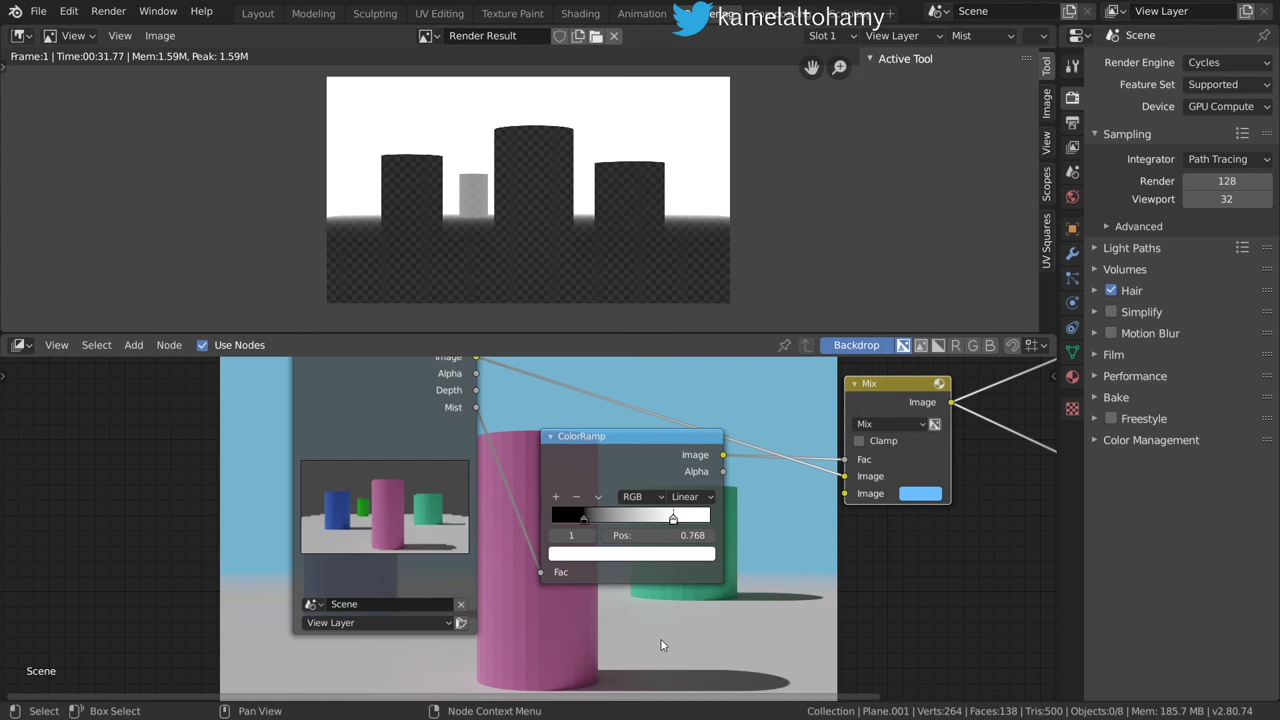 File Edit Render Window Help Layout Modeling Sculpting UV Editing Texture Paint Shading Animation kamelaltohamy Scene View Layer
View View Image Render Result Slot 1 View Layer Mist Scene
Frame:1 | Time:00:31.77 | Mem:1.59M, Peak: 1.59M
Active Tool
Tool
Image
View
Scopes
UV Squares
Render Engine Cycles
Feature Set Supported
Device GPU Compute
Sampling
Integrator Path Tracing
Render 128
Viewport 32
Advanced
Light Paths
Volumes
Hair
Simplify
Motion Blur
Film
Performance
Bake
Freestyle
Color Management
View Select Add Node Use Nodes Backdrop R G B
Image
Alpha
Depth
Mist
Scene
View Layer
ColorRamp
Image
Alpha
RGB Linear
1 Pos: 0.768
Fac
Mix
Image
Mix
Clamp
Fac
Image
Image
Scene
Select Box Select Pan View Node Context Menu Collection | Plane.001 | Verts:264 | Faces:138 | Tris:500 | Objects:0/8 | Mem: 185.7 MB | v2.80.74